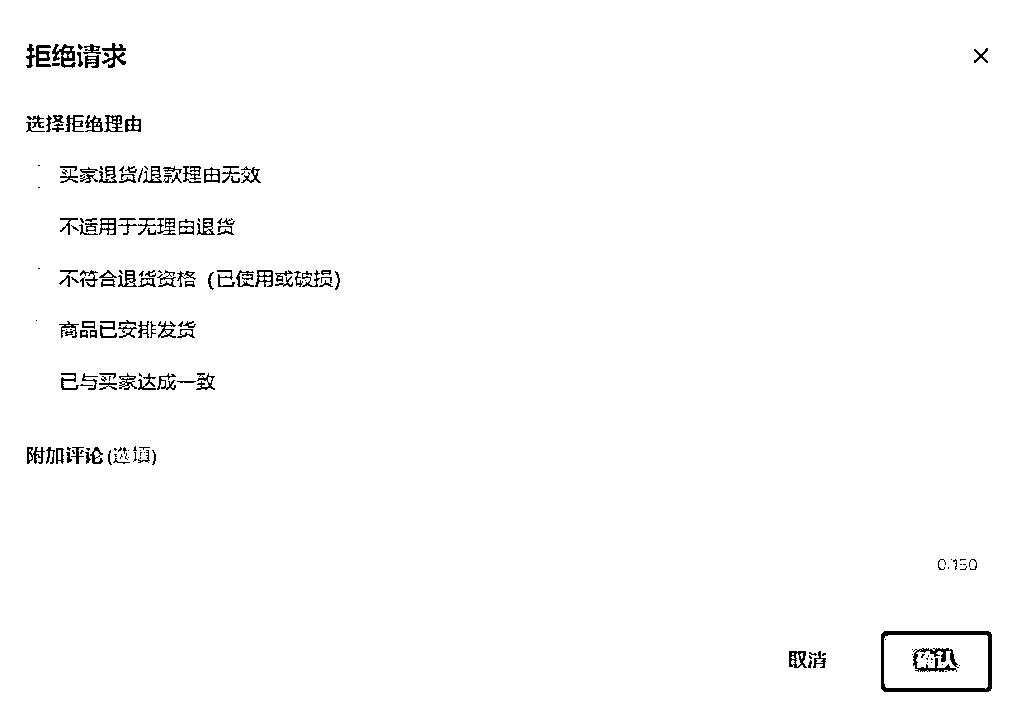 拒绝请求
选择拒绝理由
买家退货/退款理由无效
不适用于无理由退货
不符合退货资格（已使用或破损）
商品已安排发货
已与买家达成一致
附加评论(选填)
0/150
取消
确认